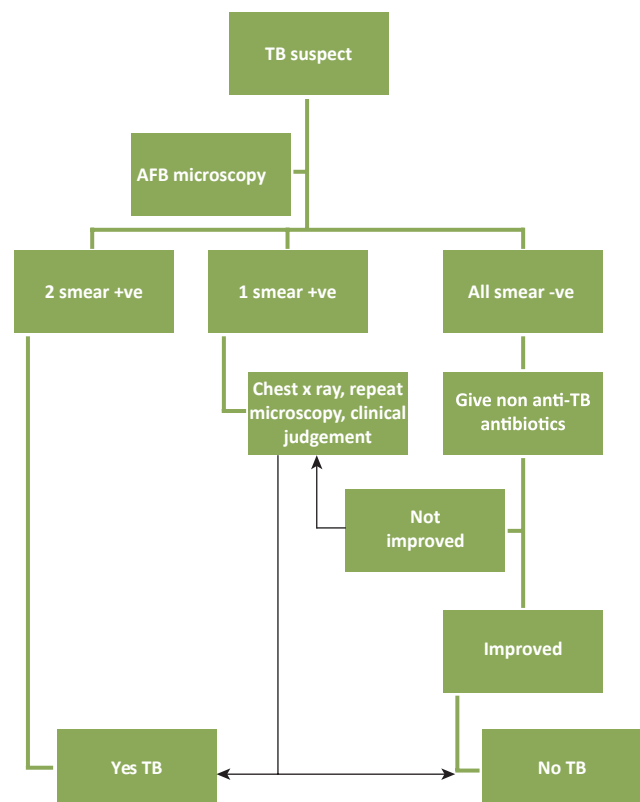 TB suspect
AFB microscopy
2 smear +ve
1 smear +ve
All smear -ve
Chest x ray, repeat
microscopy, clinical
judgement
Give non anti-TB
antibiotics
Not
improved
Improved
Yes TB
No TB